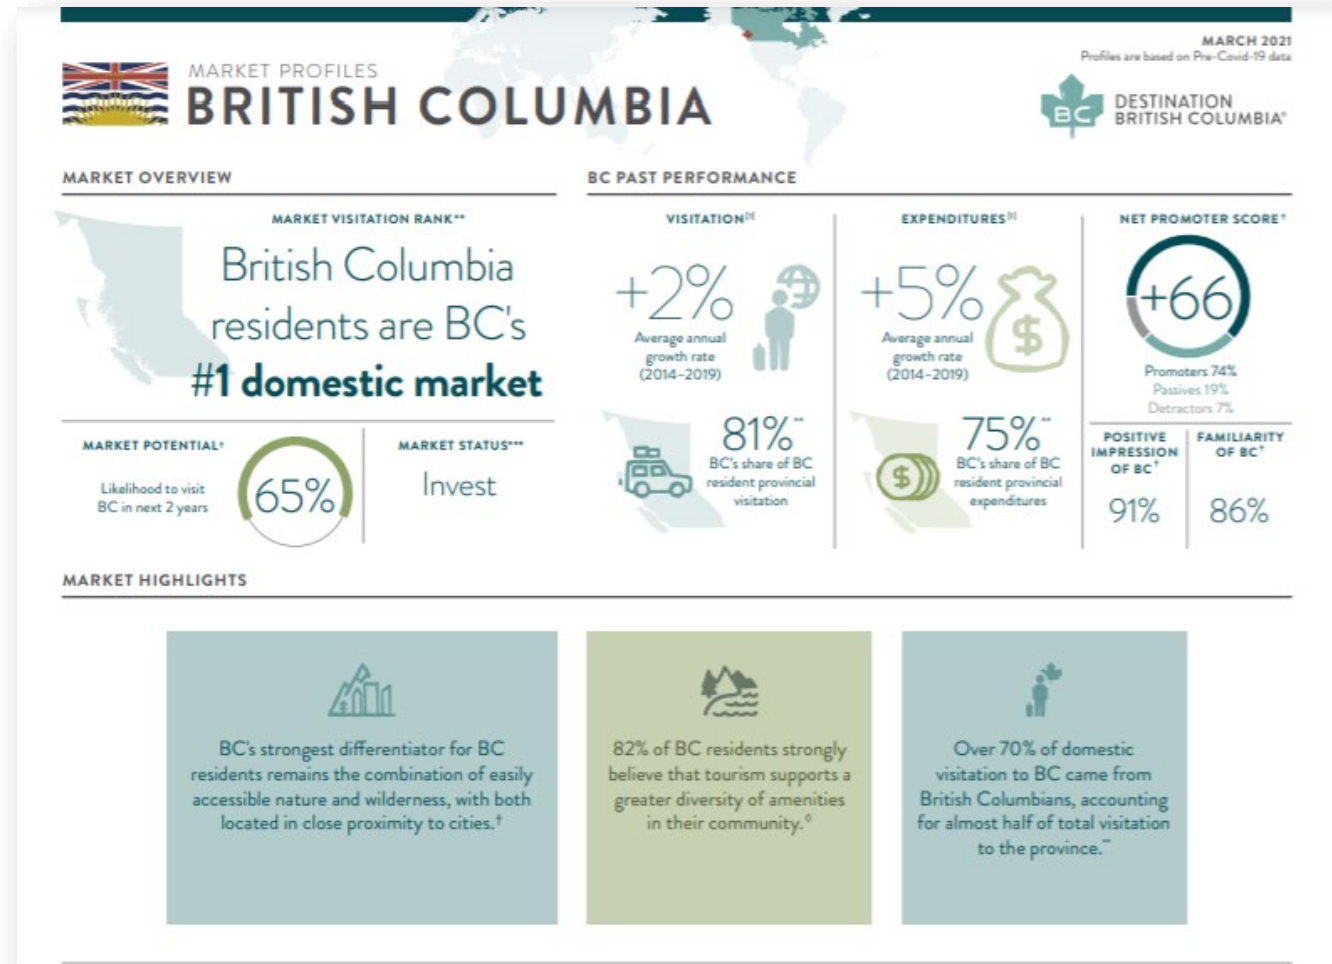 MARCH 2021
Profiles are based on Pre-Covid-19 data
MARKET PROFILES
BRITISH COLUMBIA
BC
DESTINATION
BRITISH COLUMBIA®
MARKET OVERVIEW
MARKET VISITATION RANK**
British Columbia
residents are BC's
#1 domestic market
MARKET POTENTIAL†
Likelihood to visit
BC in next 2 years
65%
MARKET STATUS***
Invest
BC PAST PERFORMANCE
VISITATION[1]
+2%
Average annual
growth rate
(2014–2019)
81%**
BC's share of BC
resident provincial
visitation
EXPENDITURES[1]
+5%
$
Average annual
growth rate
(2014–2019)
$
75%**
BC's share of BC
resident provincial
expenditures
NET PROMOTER SCORE†
+66
Promoters 74%
Passives 19%
Detractors 7%
POSITIVE
IMPRESSION
OF BC†
91%
FAMILIARITY
OF BC†
86%
MARKET HIGHLIGHTS
BC's strongest differentiator for BC
residents remains the combination of easily
accessible nature and wilderness, with both
located in close proximity to cities.†
82% of BC residents strongly
believe that tourism supports a
greater diversity of amenities
in their community.◊
Over 70% of domestic
visitation to BC came from
British Columbians, accounting
for almost half of total visitation
to the province.**